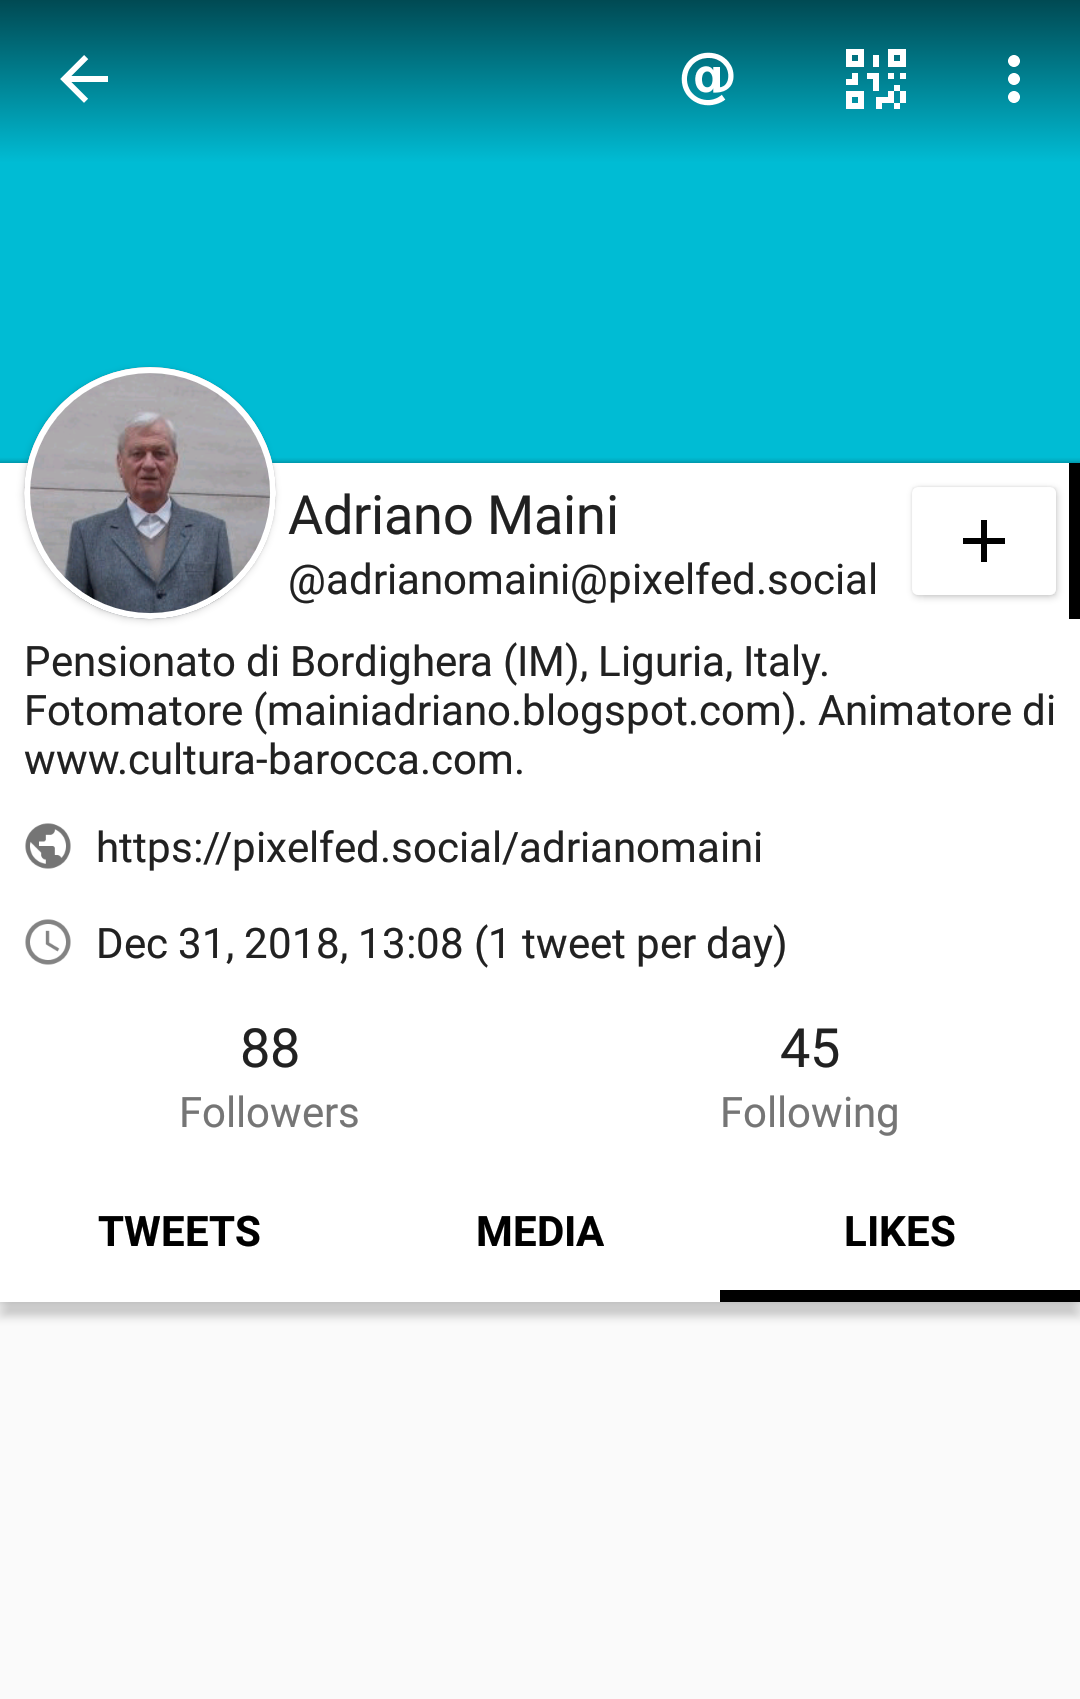 @
Adriano Maini
@adrianomaini@pixelfed.social
Pensionato di Bordighera (IM), Liguria, Italy.
Fotomatore (mainiadriano.blogspot.com). Animatore di
www.cultura-barocca.com.
https://pixelfed.social/adrianomaini
Dec 31, 2018, 13:08 (1 tweet per day)
88 45
Followers Following
TWEETS MEDIA LIKES